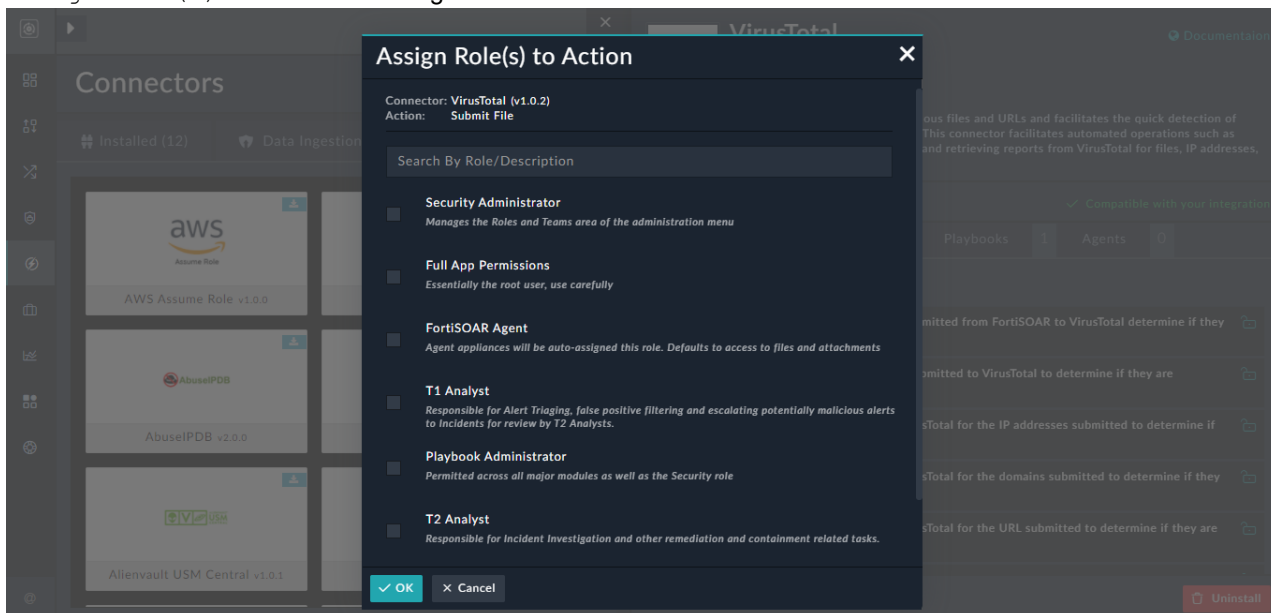 VirusTotal
Documentaion
Connectors
Installed (12)
Data Ingestion
aws
Assume Role
AWS Assume Role v1.0.0
AbuseIPDB
AbuseIPDB v2.0.0
USM
Alienvault USM Central v1.0.1
Assign Role(s) to Action
Connector: VirusTotal (v1.0.2)
Action: Submit File
Search By Role/Description
Security Administrator
Manages the Roles and Teams area of the administration menu
Full App Permissions
Essentially the root user, use carefully
FortiSOAR Agent
Agent appliances will be auto-assigned this role. Defaults to access to files and attachments
T1 Analyst
Responsible for Alert Triaging, false positive filtering and escalating potentially malicious alerts
to Incidents for review by T2 Analysts.
Playbook Administrator
Permitted across all major modules as well as the Security role
T2 Analyst
Responsible for Incident Investigation and other remediation and containment related tasks.
OK
Cancel
ous files and URLs and facilitates the quick detection of
This connector facilitates automated operations such as
and retrieving reports from VirusTotal for files, IP addresses,
Compatible with your integration
Playbooks 1 Agents 0
mitted from FortiSOAR to VirusTotal determine if they
bmitted to VirusTotal to determine if they are
sTotal for the IP addresses submitted to determine if
sTotal for the domains submitted to determine if they
sTotal for the URL submitted to determine if they are
Uninstall